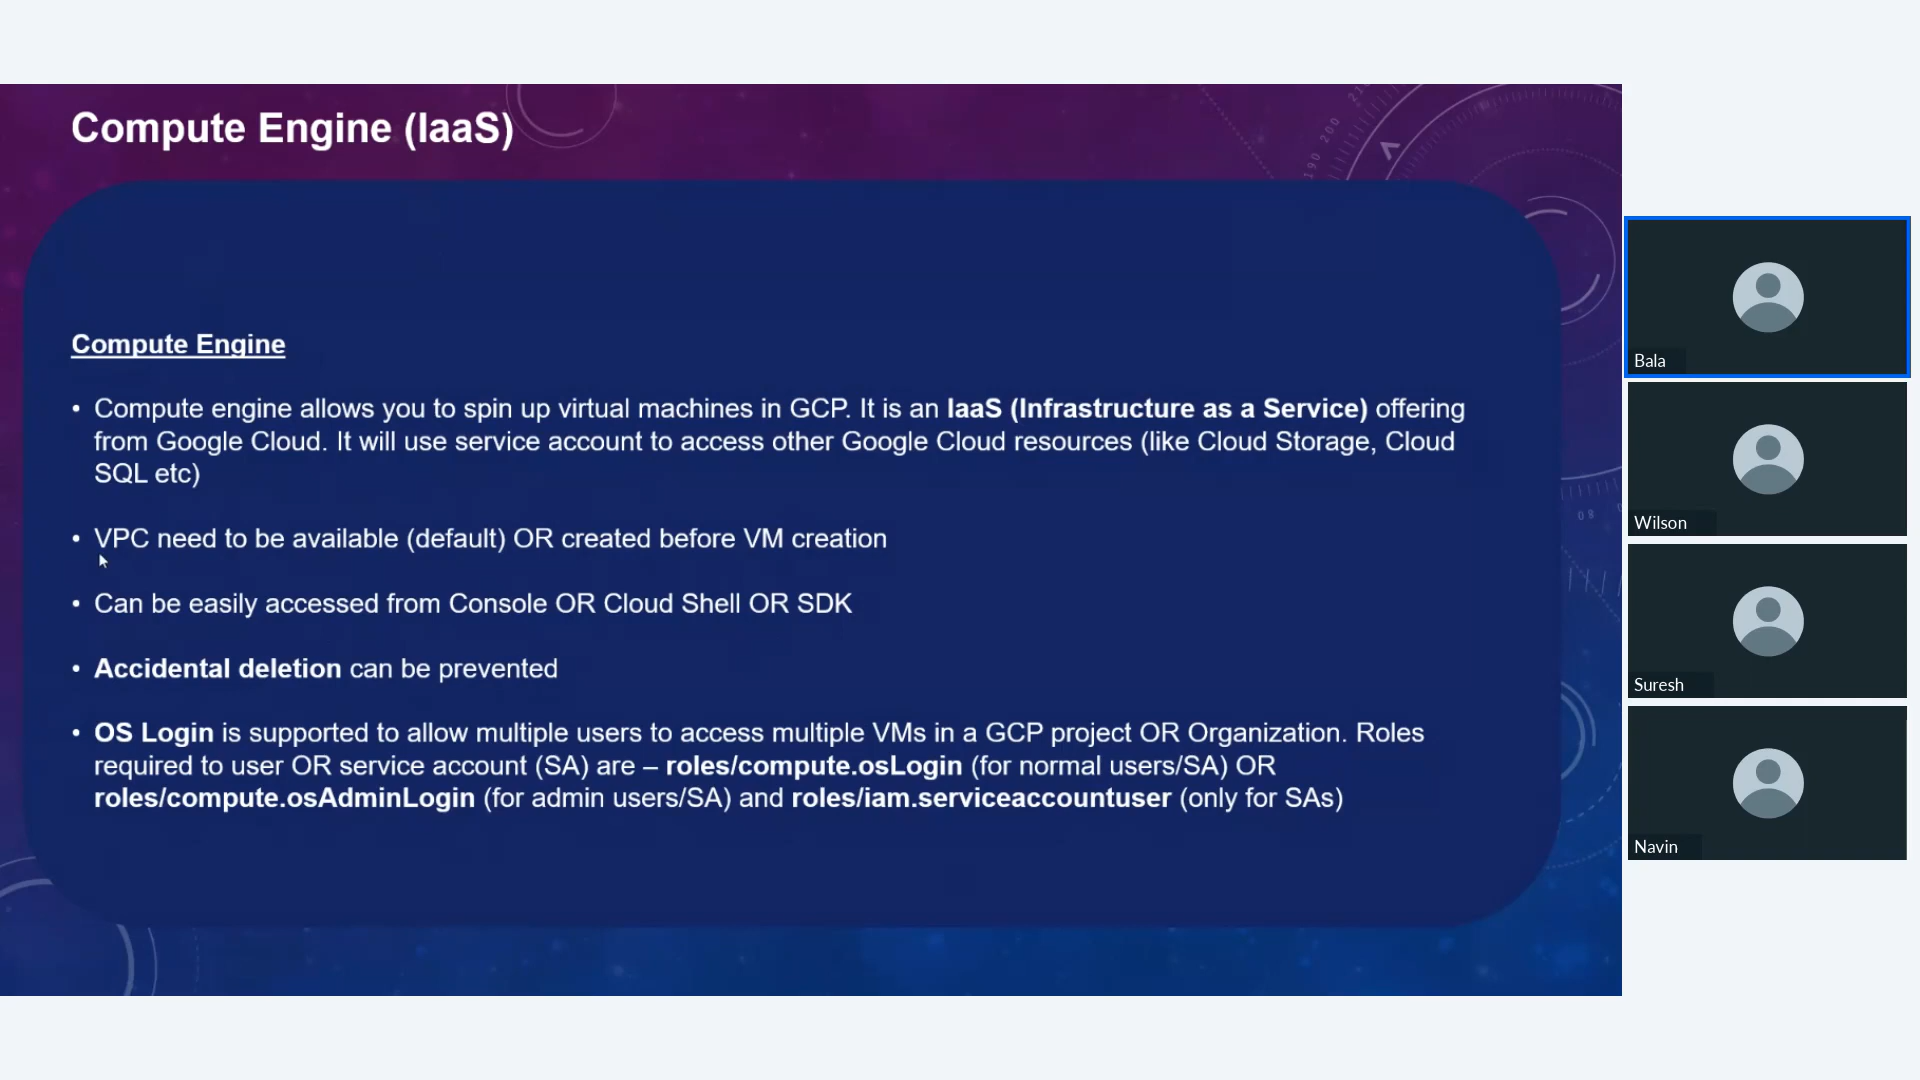 Compute Engine (IaaS)
Compute Engine
• Compute engine allows you to spin up virtual machines in GCP. It is an IaaS (Infrastructure as a Service) offering
from Google Cloud. It will use service account to access other Google Cloud resources (like Cloud Storage, Cloud
SQL etc)
• VPC need to be available (default) OR created before VM creation
• Can be easily accessed from Console OR Cloud Shell OR SDK
• Accidental deletion can be prevented
• OS Login is supported to allow multiple users to access multiple VMs in a GCP project OR Organization. Roles
required to user OR service account (SA) are – roles/compute.osLogin (for normal users/SA) OR
roles/compute.osAdminLogin (for admin users/SA) and roles/iam.serviceaccountuser (only for SAs)
190 200
80
Bala
Wilson
Suresh
Navin